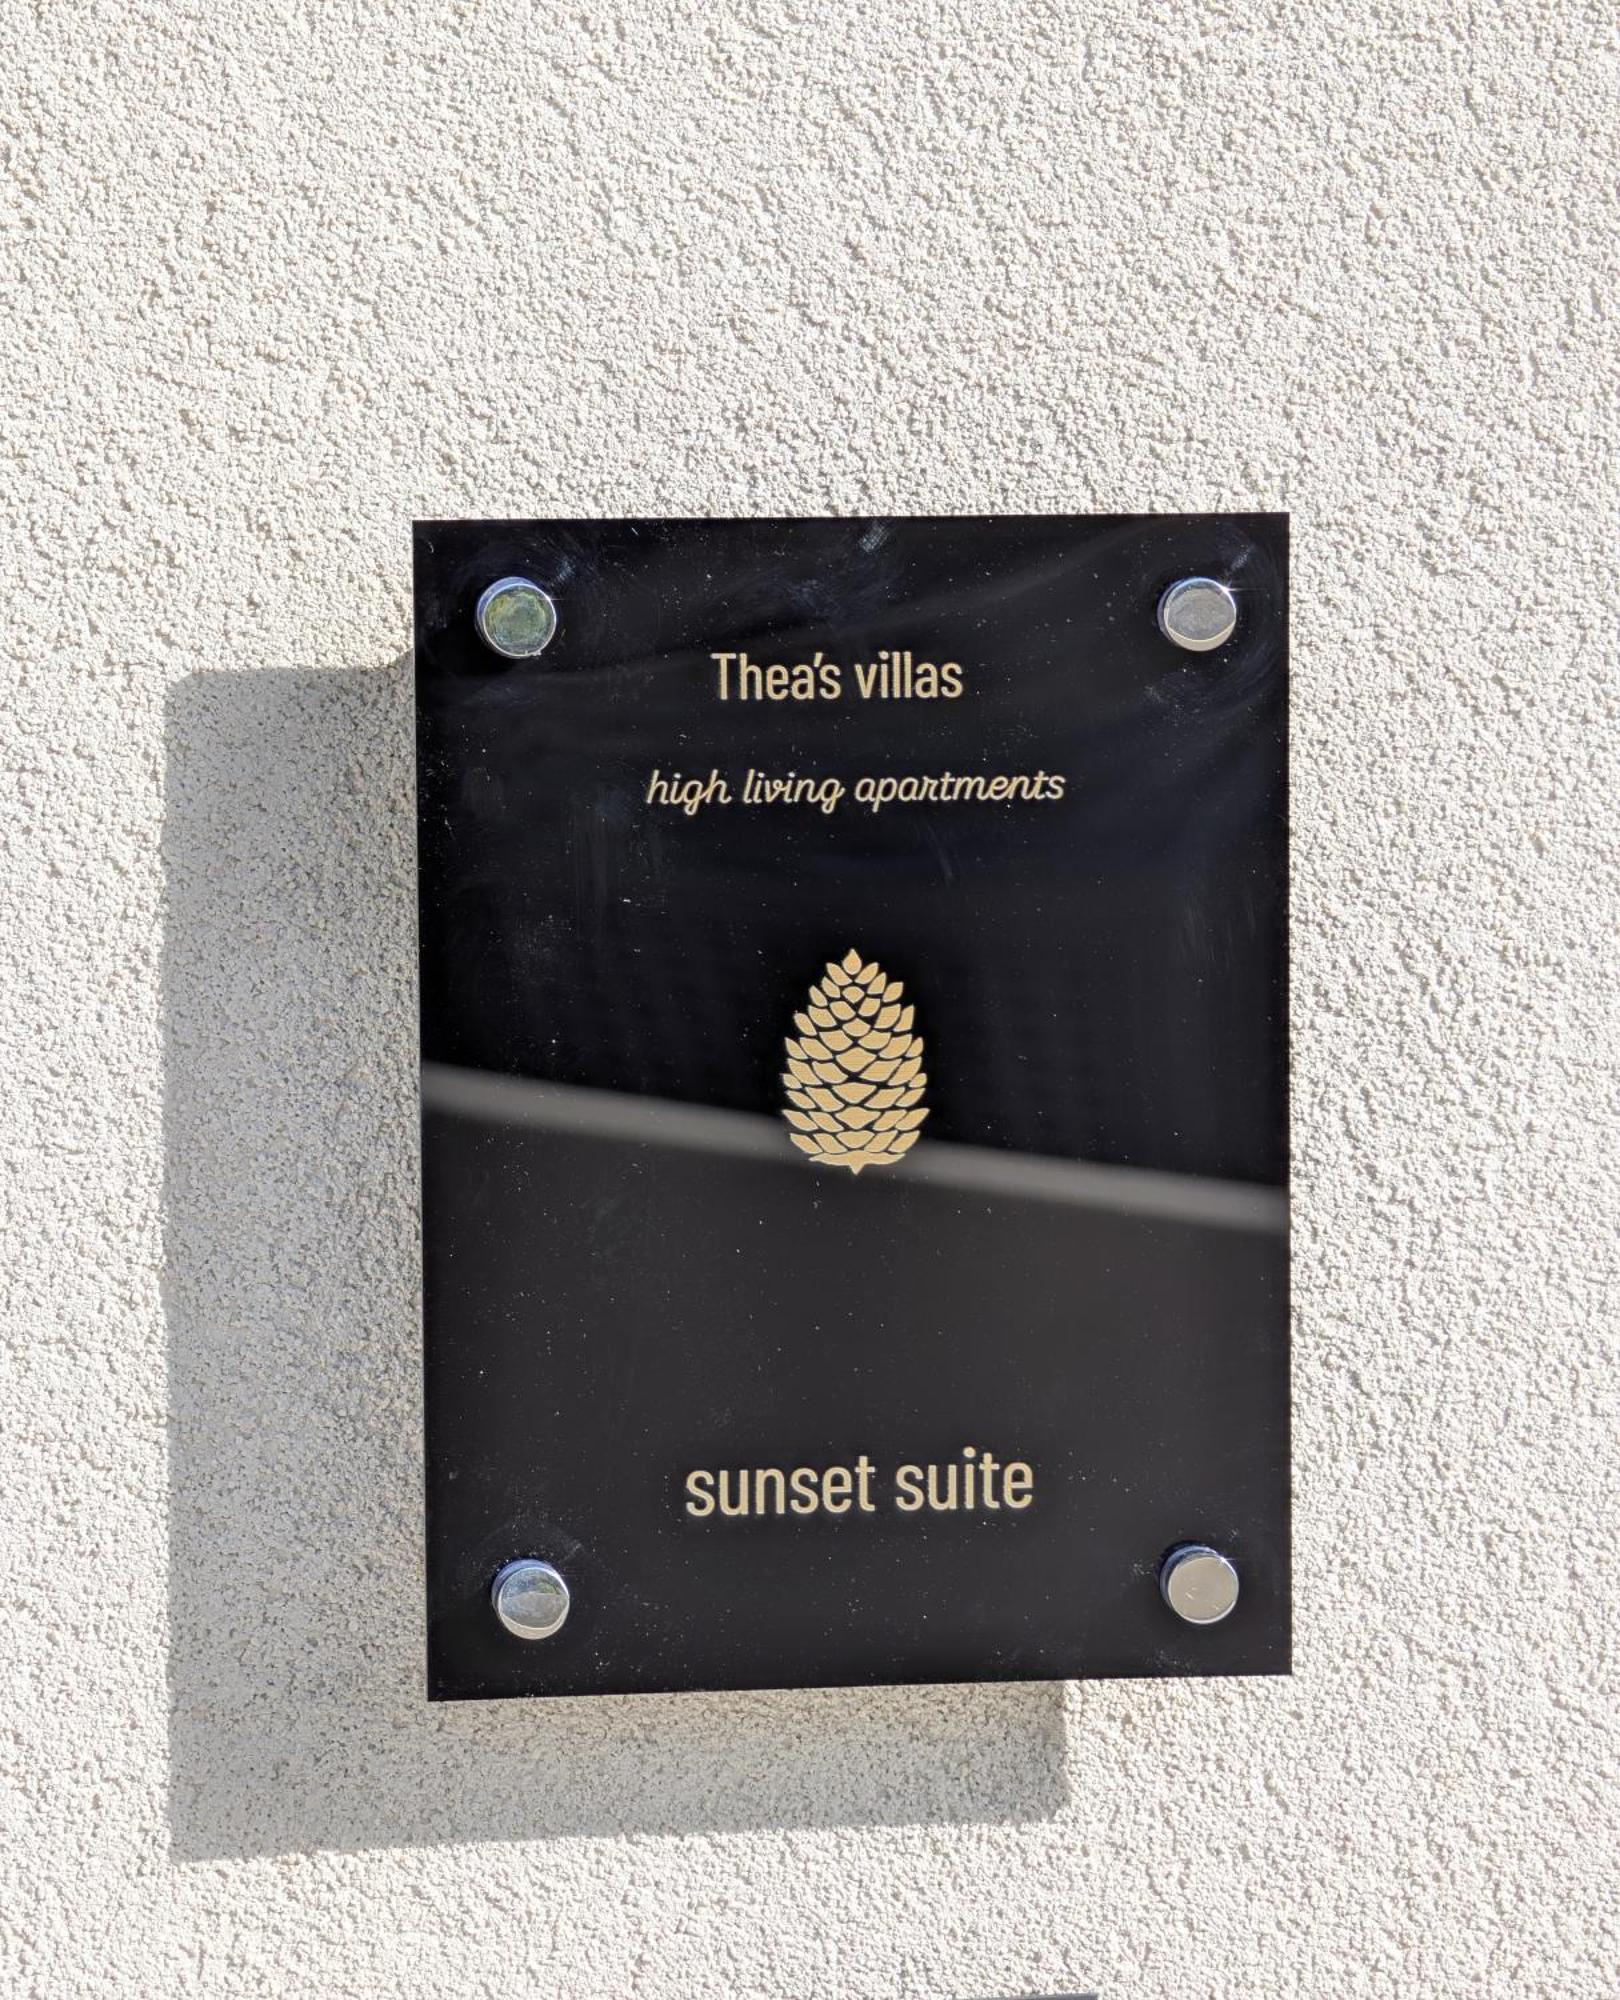 Thea's villas
high living apartments
sunset suite